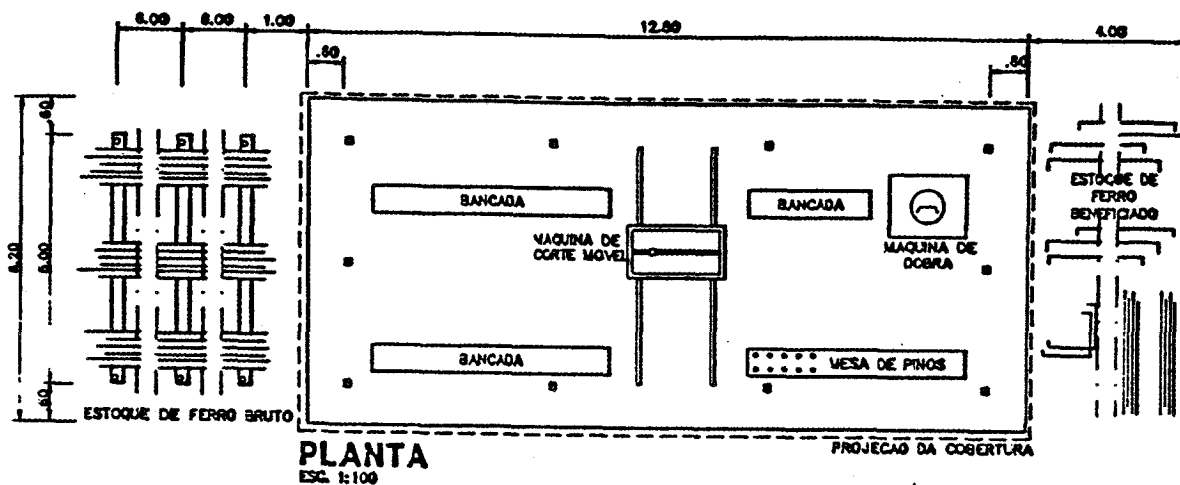 6.00 6.00 1.00 12.80 4.00
.60 .60
.60
6.20
5.00
.60
BANCADA
BANCADA
MAQUINA DE
CORTE MOVEL
MAQUINA DE
DOBRA
ESTOQUE DE
FERRO
BENEFICIADO
BANCADA
MESA DE PINOS
ESTOQUE DE FERRO BRUTO
PLANTA
ESC. 1:100
PROJECAO DA COBERTURA